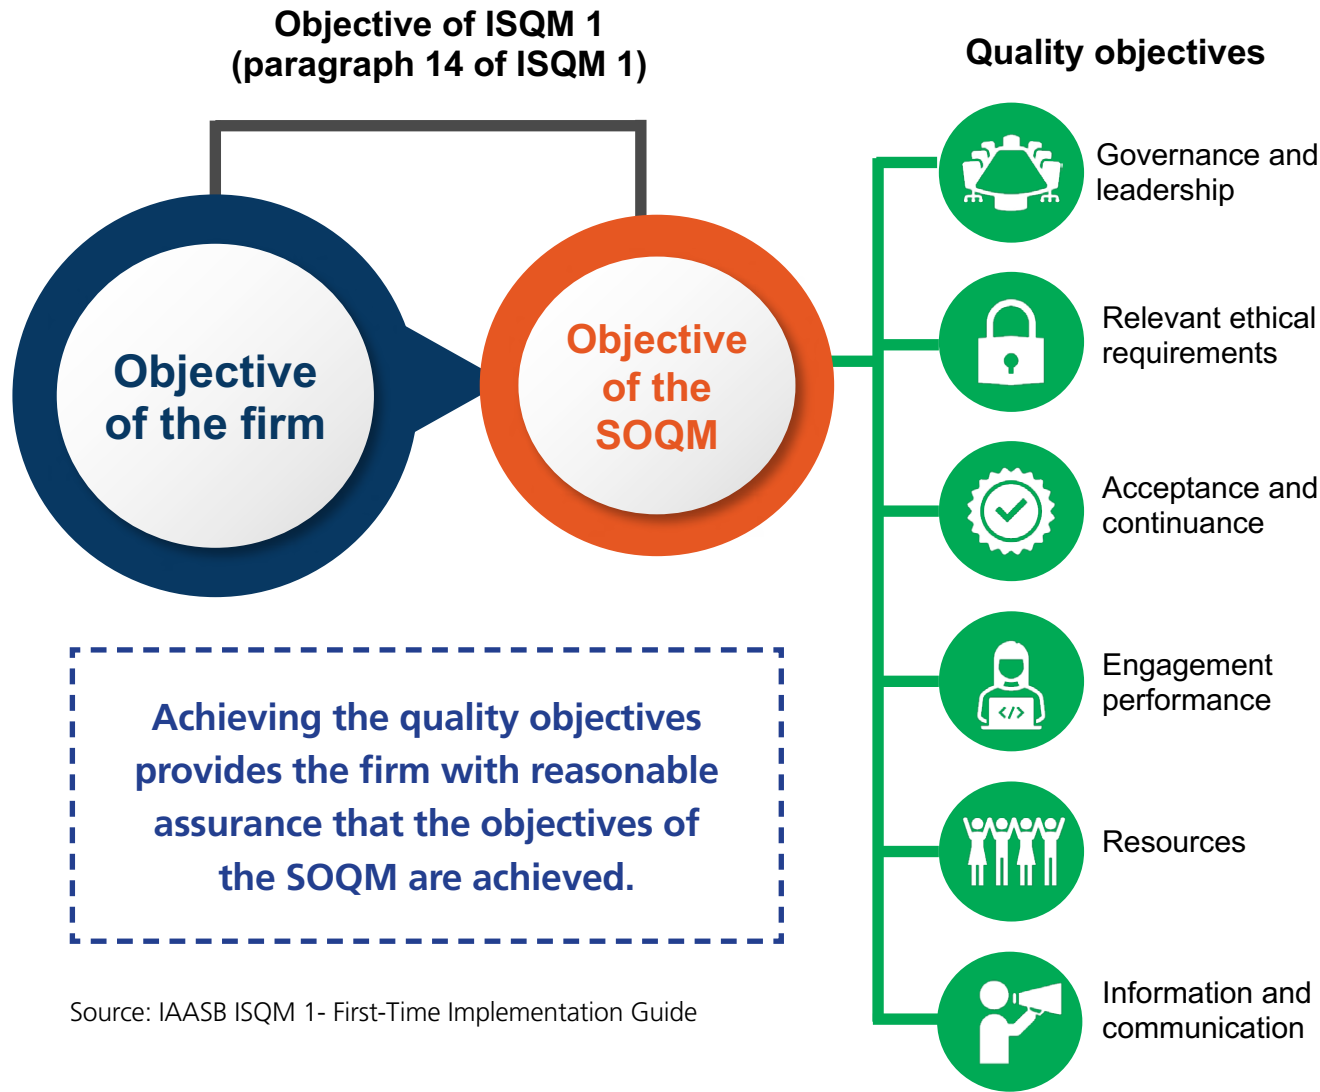 Objective of ISQM 1
(paragraph 14 of ISQM 1)
Objective
of the firm
Objective
of the
SOQM
Quality objectives
Governance and
leadership
Relevant ethical
requirements
Acceptance and
continuance
Engagement
performance
</>
Resources
Information and
communication
Achieving the quality objectives
provides the firm with reasonable
assurance that the objectives of
the SOQM are achieved.
Source: IAASB ISQM 1- First-Time Implementation Guide